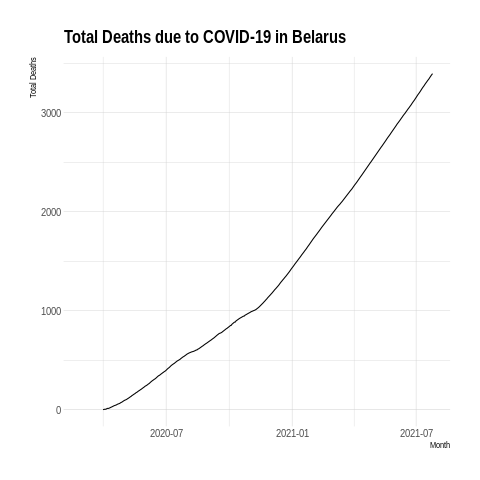 Total Deaths due to COVID-19 in Belarus
Total Deaths
3000
2000
1000
0
2020-07 2021-01 2021-07
Month